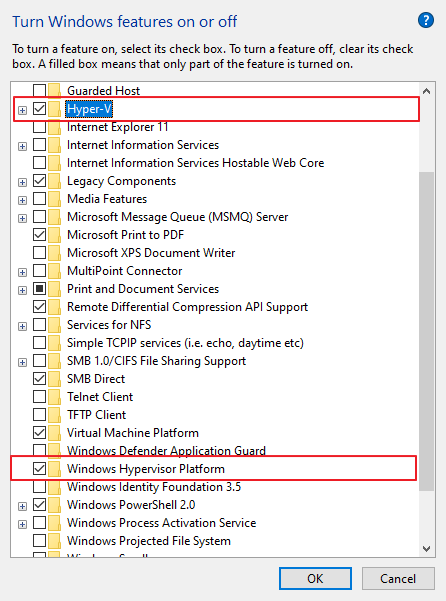 Turn Windows features on or off
?
To turn a feature on, select its check box. To turn a feature off, clear its check
box. A filled box means that only part of the feature is turned on.
Guarded Host
Hyper-V
Internet Explorer 11
Internet Information Services
Internet Information Services Hostable Web Core
Legacy Components
Media Features
Microsoft Message Queue (MSMQ) Server
Microsoft Print to PDF
Microsoft XPS Document Writer
MultiPoint Connector
Print and Document Services
Remote Differential Compression API Support
Services for NFS
Simple TCPIP services (i.e. echo, daytime etc)
SMB 1.0/CIFS File Sharing Support
SMB Direct
Telnet Client
TFTP Client
Virtual Machine Platform
Windows Defender Application Guard
Windows Hypervisor Platform
Windows Identity Foundation 3.5
Windows PowerShell 2.0
Windows Process Activation Service
Windows Projected File System
OK
Cancel